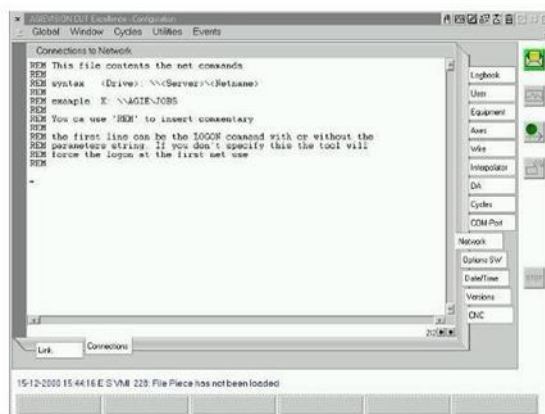 AGIEVISION CUT Excellence - Configuration
Global Window Cycles Utilities Events
Connections to Network
REM This file contents the net commands
REM
REM syntax <Drive>: \\<Server>\<Netname>
REM
REM example X: \\AGIE\JOBS
REM
REM You ca use 'REM' to insert commentary
REM
REM the first line can be the LOGON command with or without the
REM parameters string. If you don't specify this the tool will
REM force the logon at the first net use
REM
Logbook
User
Equipment
Axes
Wire
Interpolator
DA
Cycles
COM-Port
Network
Options SW
Date/Time
Versions
CNC
STOP
2/2
Link
Connections
15-12-2000 15:44:16 E S VMI 228: File Piece has not been loaded